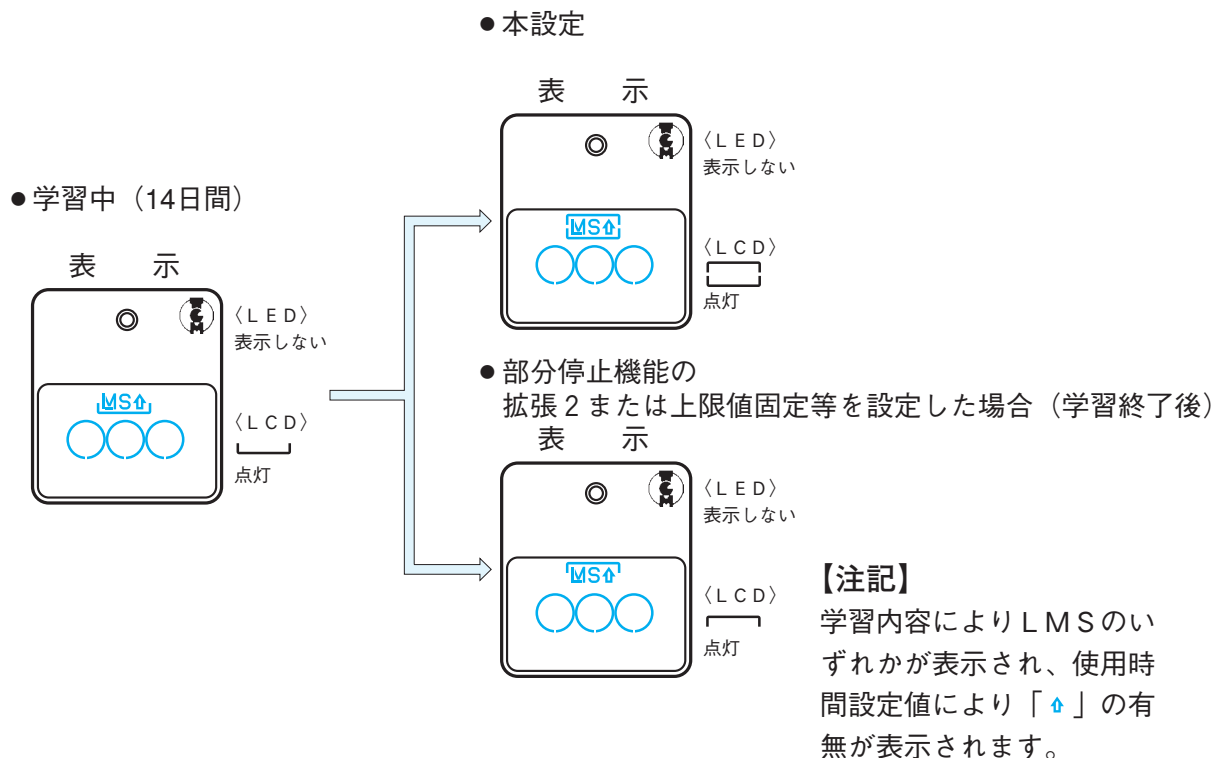 ●学習中（14日間）
表　示
〈ＬＥＤ〉
表示しない
LMS⇧
〈ＬＣＤ〉
点灯
●本設定
表　示
〈ＬＥＤ〉
表示しない
LMS⇧
〈ＬＣＤ〉
点灯
●部分停止機能の
拡張２または上限値固定等を設定した場合（学習終了後）
表　示
〈ＬＥＤ〉
表示しない
LMS⇧
〈ＬＣＤ〉
点灯
【注記】
学習内容によりＬＭＳのい
ずれかが表示され、使用時
間設定値により「⇧」の有
無が表示されます。